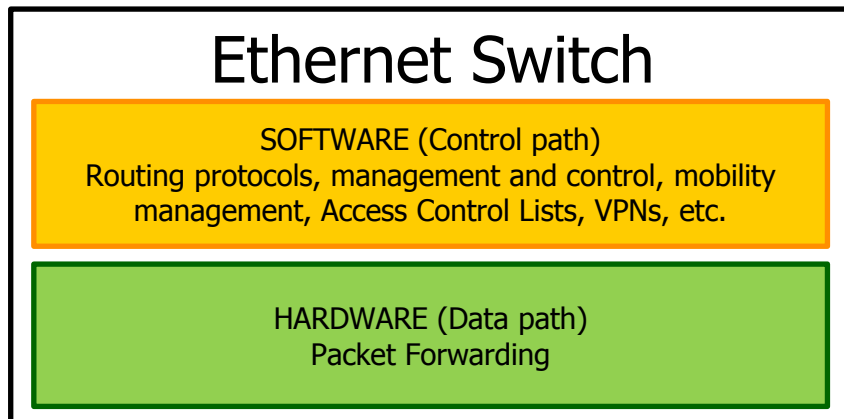 Ethernet Switch
SOFTWARE (Control path)
Routing protocols, management and control, mobility
management, Access Control Lists, VPNs, etc.
HARDWARE (Data path)
Packet Forwarding